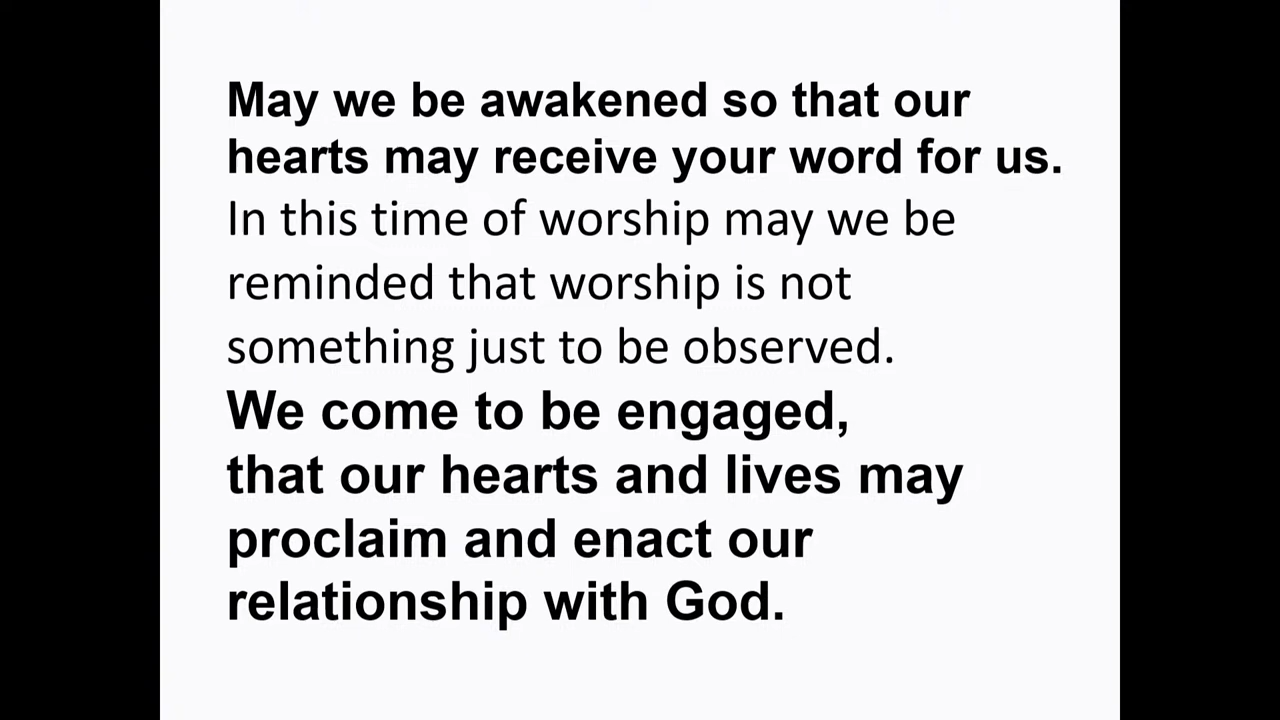 May we be awakened so that our
hearts may receive your word for us.
In this time of worship may we be
reminded that worship is not
something just to be observed.
We come to be engaged,
that our hearts and lives may
proclaim and enact our
relationship with God.